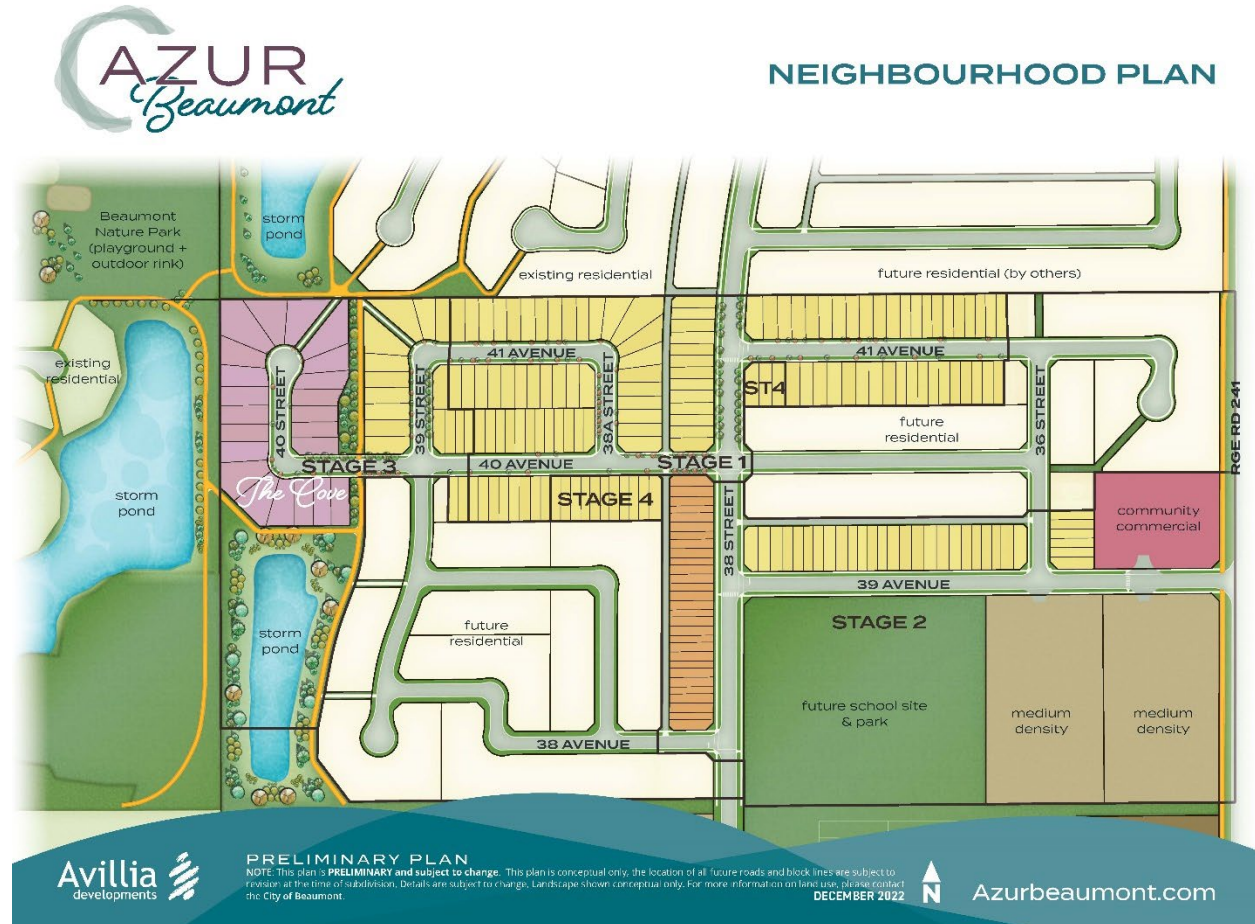 AZUR
Beaumont
NEIGHBOURHOOD PLAN
Beaumont
Nature Park
(playground +
outdoor rink)
storm
pond
existing residential
future residential (by others)
existing
residential
41 AVENUE
41 AVENUE
40 STREET
39 STREET
38A STREET
ST4
36 STREET
RGE RD 241
future
residential
STAGE 3
40 AVENUE
STAGE 1
The Cove
STAGE 4
storm
pond
38 STREET
community
commercial
39 AVENUE
storm
pond
future
residential
STAGE 2
future school site
& park
medium
density
medium
density
38 AVENUE
Avillia
developments
PRELIMINARY PLAN
NOTE: This plan is PRELIMINARY and subject to change. This plan is conceptual only, the location of all future roads and block lines are subject to
revision at the time of subdivision, Details are subject to change, Landscape shown conceptual only. For more information on land use, please contact
the City of Beaumont.
DECEMBER 2022
N
Azurbeaumont.com